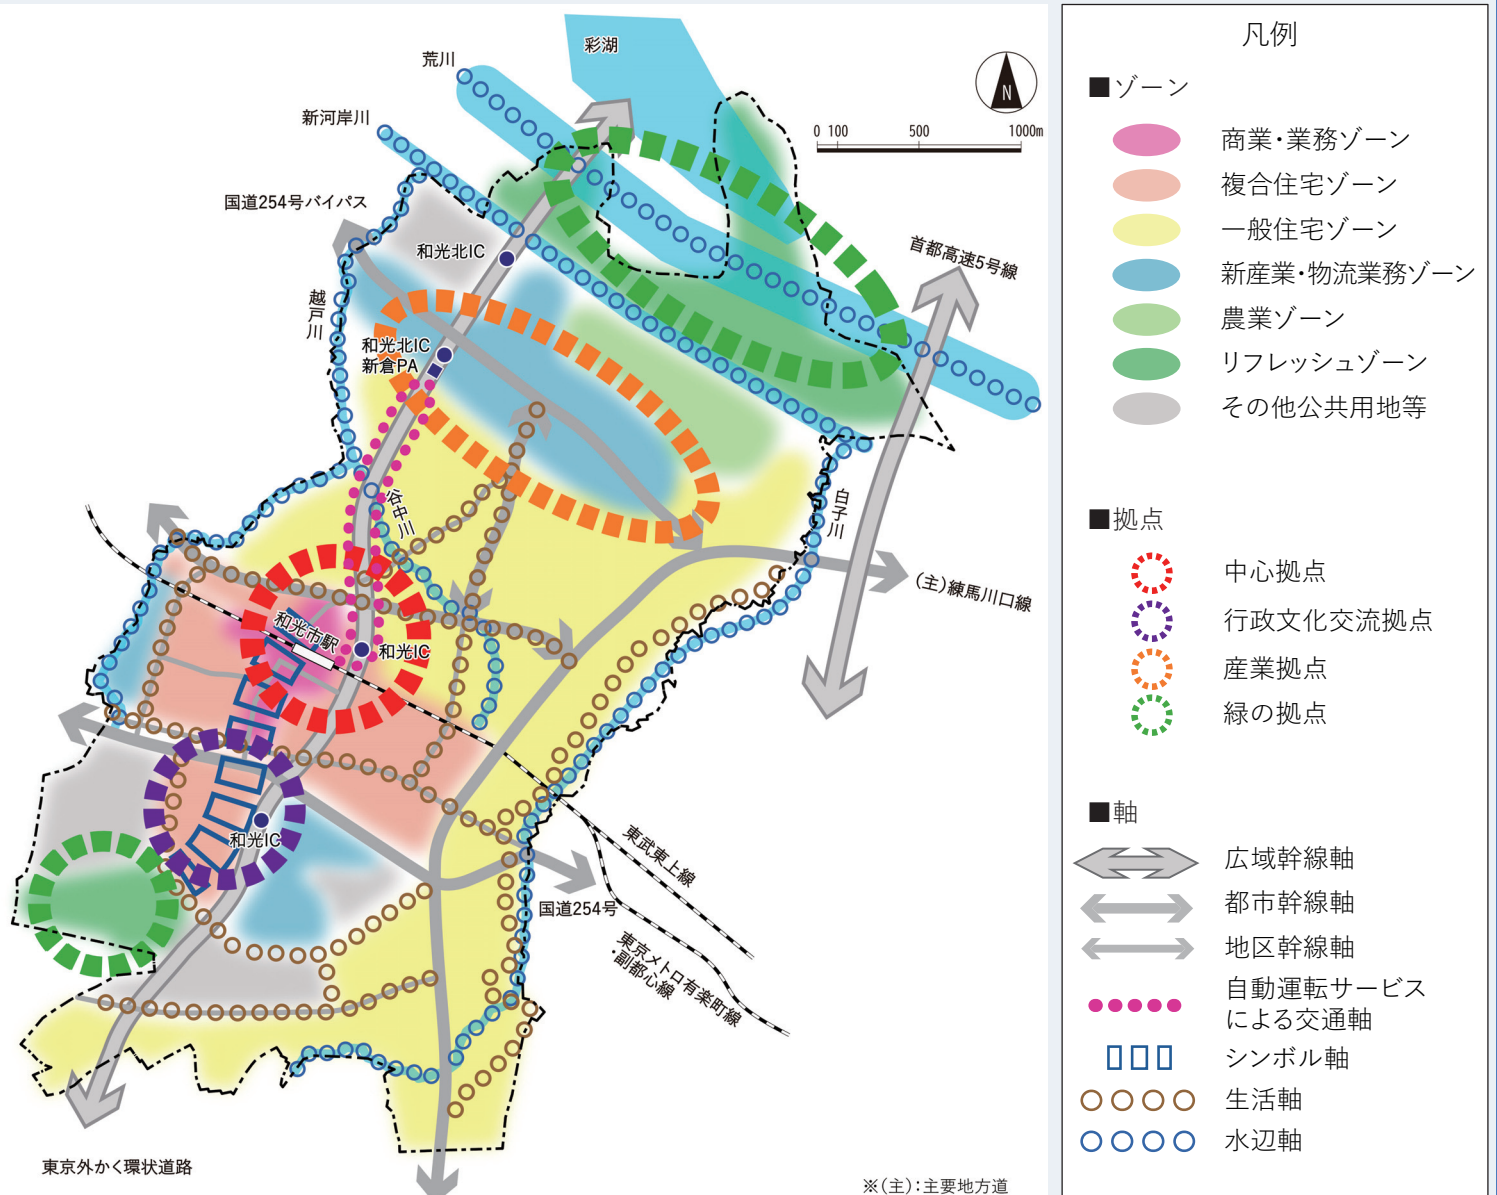 彩湖
荒川
新河岸川
国道254号バイパス
N
0 100 500 1000m
首都高速5号線
和光北IC
越戸川
和光北IC
新倉PA
谷中川
白子川
(主)練馬川口線
和光市駅
和光IC
和光IC
東武東上線
国道254号
東京メトロ有楽町線
・副都心線
東京外かく環状道路
※(主):主要地方道
凡例
■ゾーン
商業・業務ゾーン
複合住宅ゾーン
一般住宅ゾーン
新産業・物流業務ゾーン
農業ゾーン
リフレッシュゾーン
その他公共用地等
■拠点
中心拠点
行政文化交流拠点
産業拠点
緑の拠点
■軸
広域幹線軸
都市幹線軸
地区幹線軸
自動運転サービス
による交通軸
シンボル軸
生活軸
水辺軸